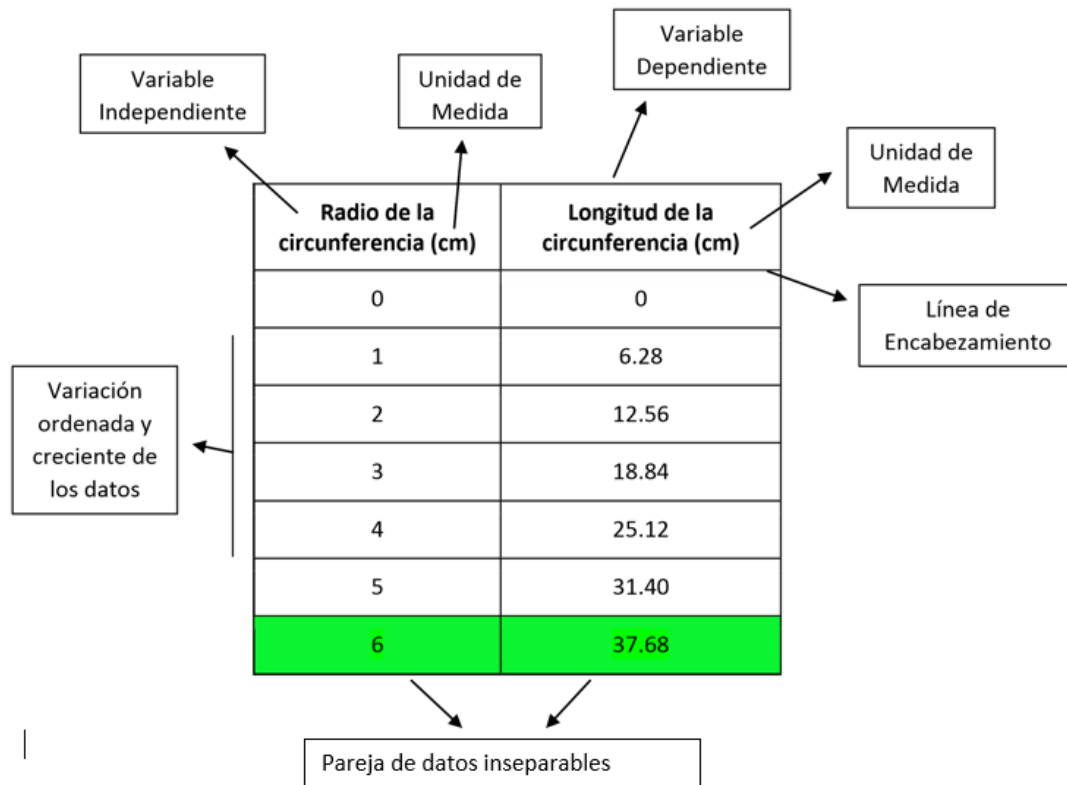 Variable
Dependiente
Variable
Independiente
Unidad de
Medida
Unidad de
Medida
Radio de la
circunferencia (cm)
Longitud de la
circunferencia (cm)
Línea de
Encabezamiento
0 0
1 6.28
2 12.56
3 18.84
4 25.12
5 31.40
6 37.68
Variación
ordenada y
creciente de
los datos
Pareja de datos inseparables